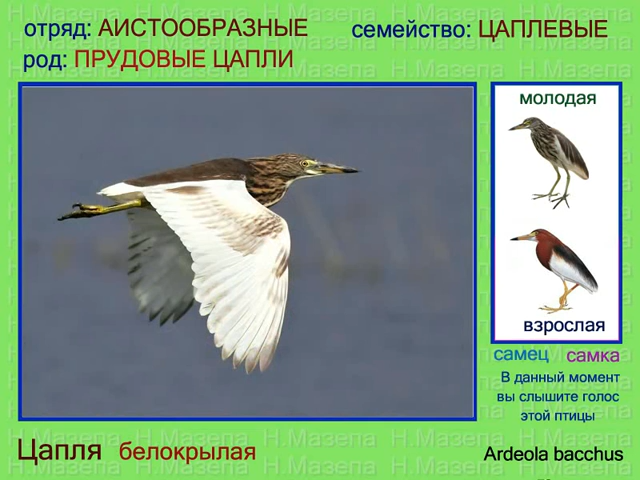 отряд: АИСТООБРАЗНЫЕ
семейство: ЦАПЛЕВЫЕ
род: ПРУДОВЫЕ ЦАПЛИ
молодая
взрослая
самец самка
В данный момент
вы слышите голос
этой птицы
Цапля белокрылая
Ardeola bacchus